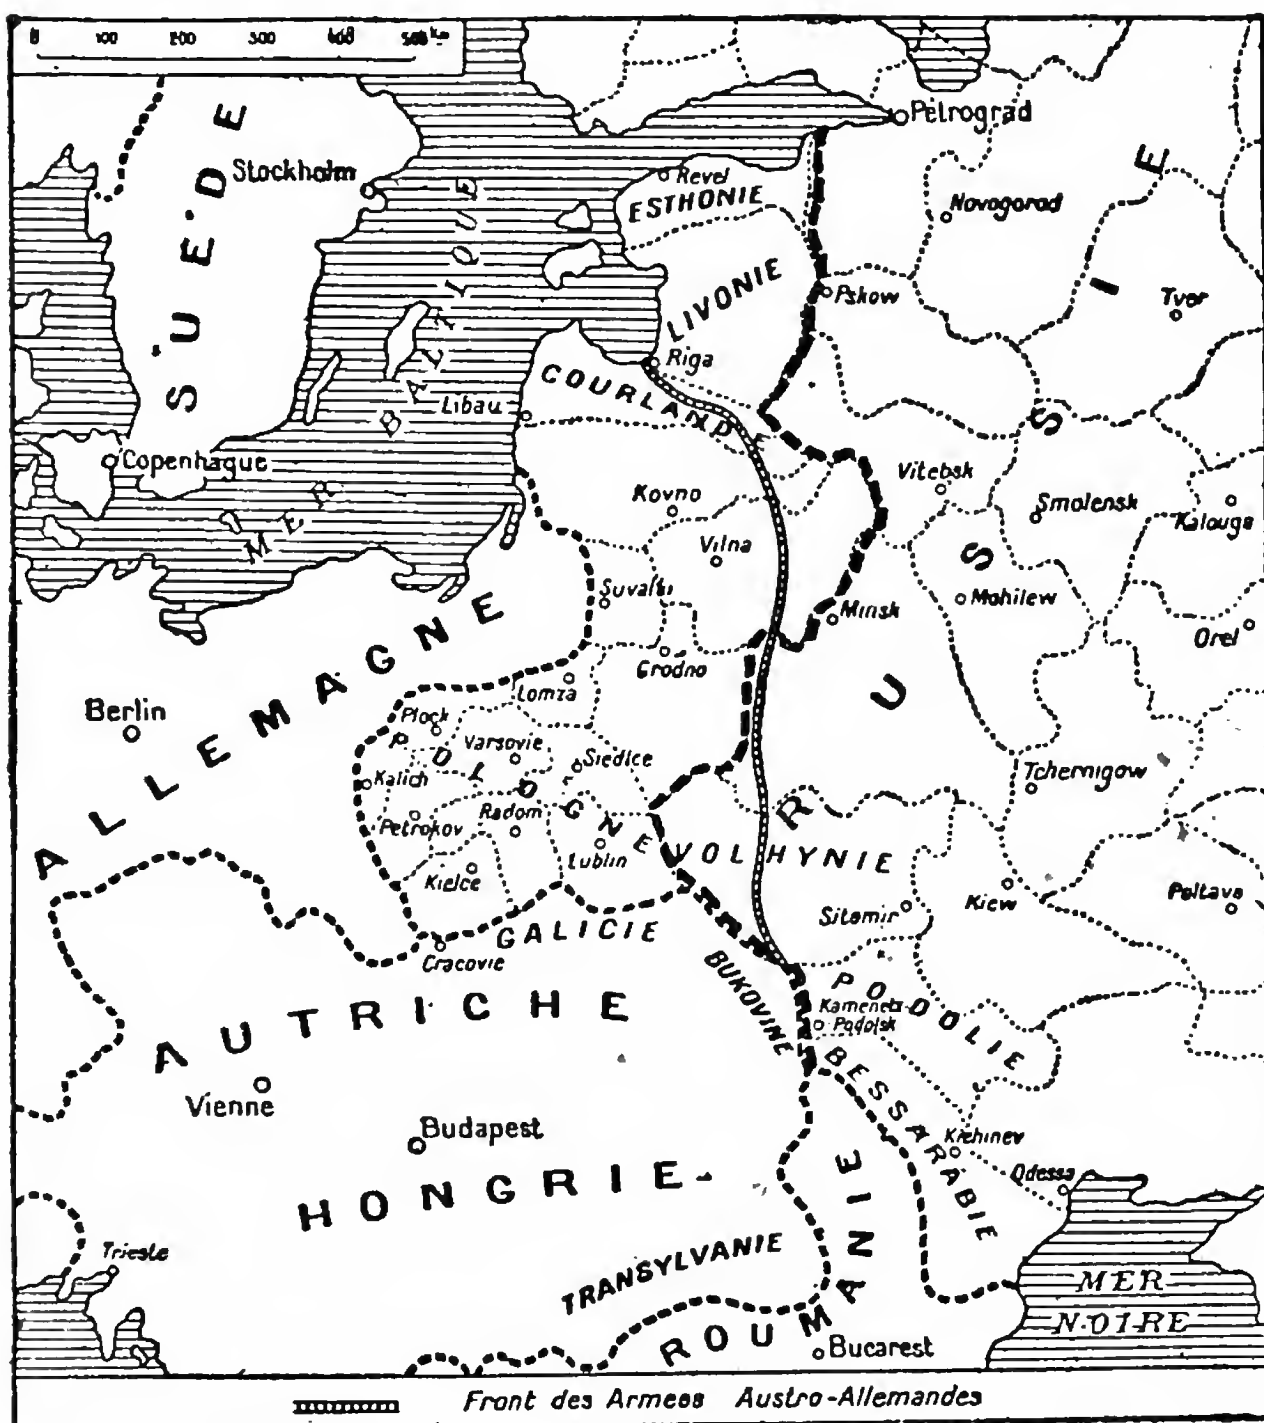 0 100 200 300 400 500 Km
Pétrograd
SUÈDE
Stockholm
Revel
ESTHONIE
Novogorod
MER BALTIQUE
LIVONIE
Pskow
Tver
RUSSIE
Riga
COURLANDE
Libau
Copenhague
Vitebsk
Kovno
Smolensk
Kalouga
Vilna
Suvalki
Minsk
Mohilew
Orel
ALLEMAGNE
Grodno
Lomza
Berlin
Plock
Varsovie
Siedlce
POLOGNE
Kalich
Tchernigow
Petrokov
Radom
Lublin
VOLHYNIE
Kielce
Sitomir
Kiew
Poltava
GALICIE
Cracovie
BUKOVINE
PODOLIE
Kamenetz-
Podolsk
AUTRICHE
BESSARABIE
Vienne
Budapest
Kichinev
HONGRIE
Odessa
Trieste
TRANSYLVANIE
ROUMANIE
MER
NOIRE
Bucarest
Front des Armees Austro-Allemandes